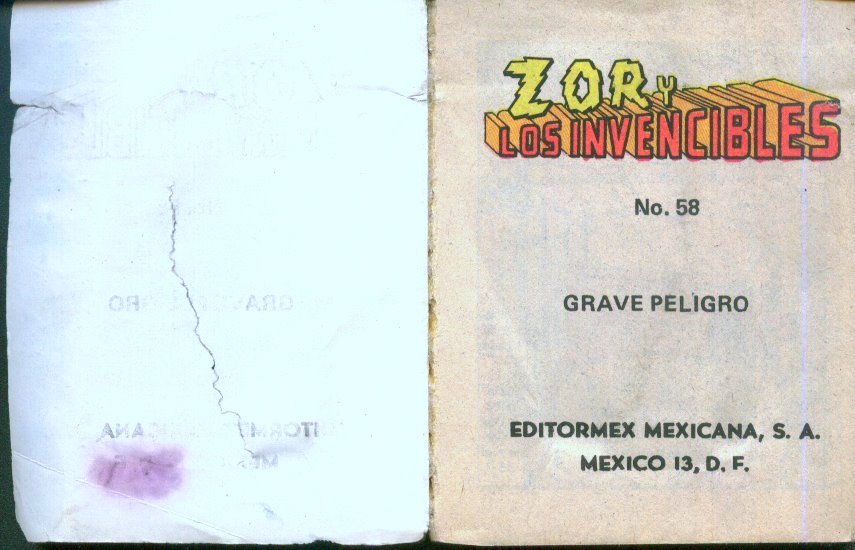 ZOR Y
LOS INVENCIBLES
No. 58
GRAVE PELIGRO
EDITORMEX MEXICANA, S. A.
MEXICO 13, D. F.